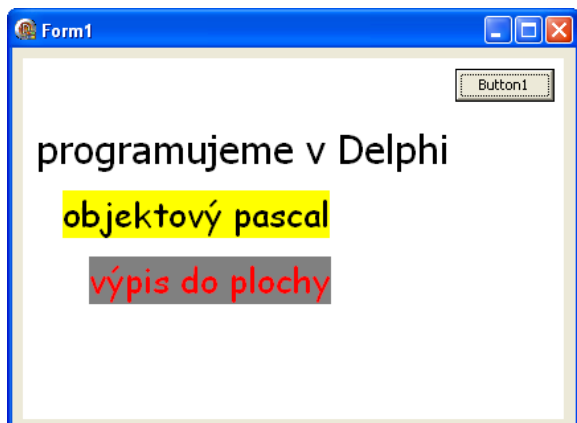 Form1
Button1
programujeme v Delphi
objektový pascal
výpis do plochy